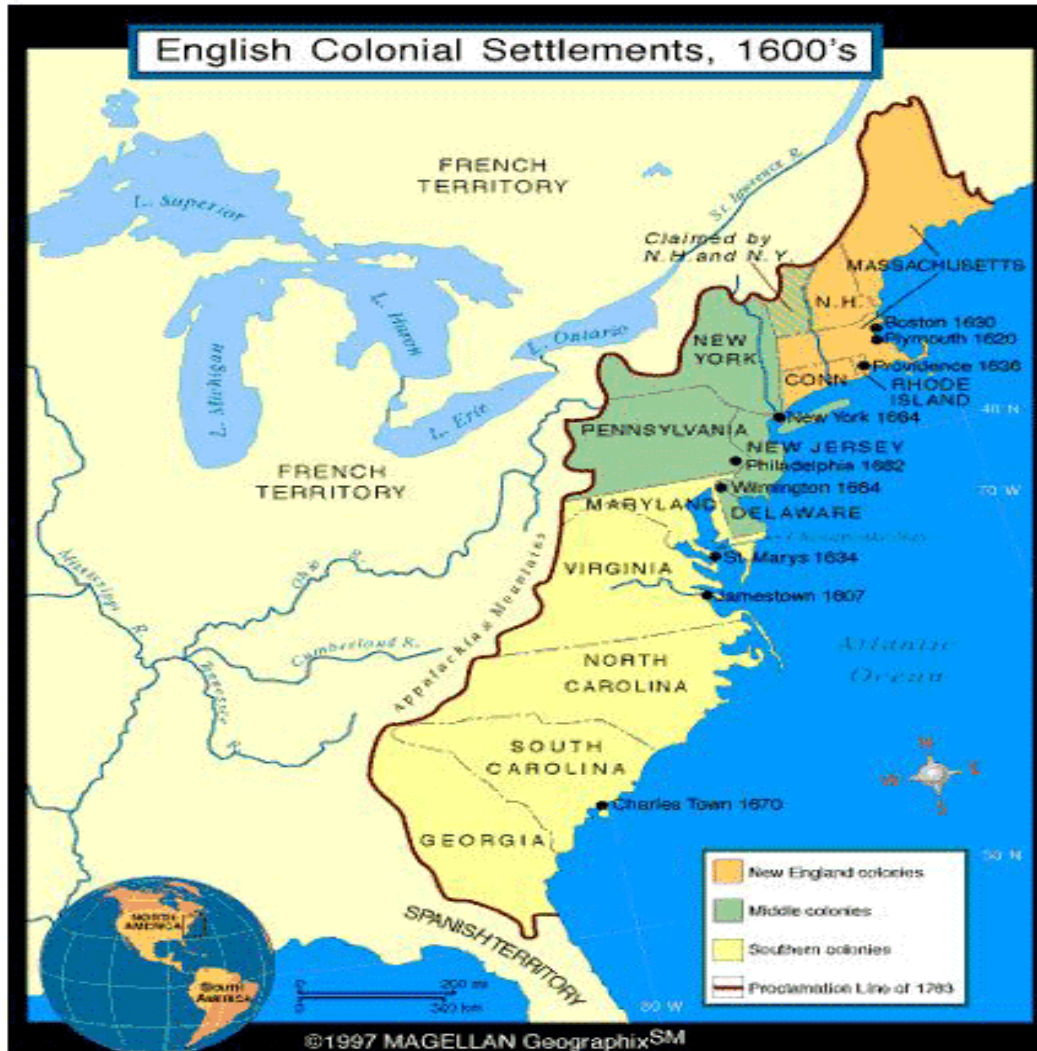 English Colonial Settlements, 1600's
FRENCH
TERRITORY
St. lawrence R.
L. Superior
Claimed by
N.H. and N.Y.
MASSACHUSETTS
N.H.
L. Huron
L. Ontario
Boston 1630
Plymouth 1620
NEW
YORK
L. Michigan
Providence 1636
CONN
RHODE
ISLAND
L. Erie
New York 1664
PENNSYLVANIA
NEW JERSEY
Philadelphia 1682
FRENCH
TERRITORY
Wilmington 1664
70 W
MARYLAND
DELAWARE
St. Marys 1634
VIRGINIA
Jamestown 1607
Mississippi R.
Ohio R.
Appalachian Mountains
Cumberland R.
Atlantic
Ocean
NORTH
CAROLINA
SOUTH
CAROLINA
N
W
S
Charles Town 1670
GEORGIA
30 N
New England colonies
Middle colonies
Southern colonies
Proclamation Line of 1763
SPANISH TERRITORY
NORTH
AMERICA
SOUTH
AMERICA
200 mi
80 W
©1997 MAGELLAN GeographixSM